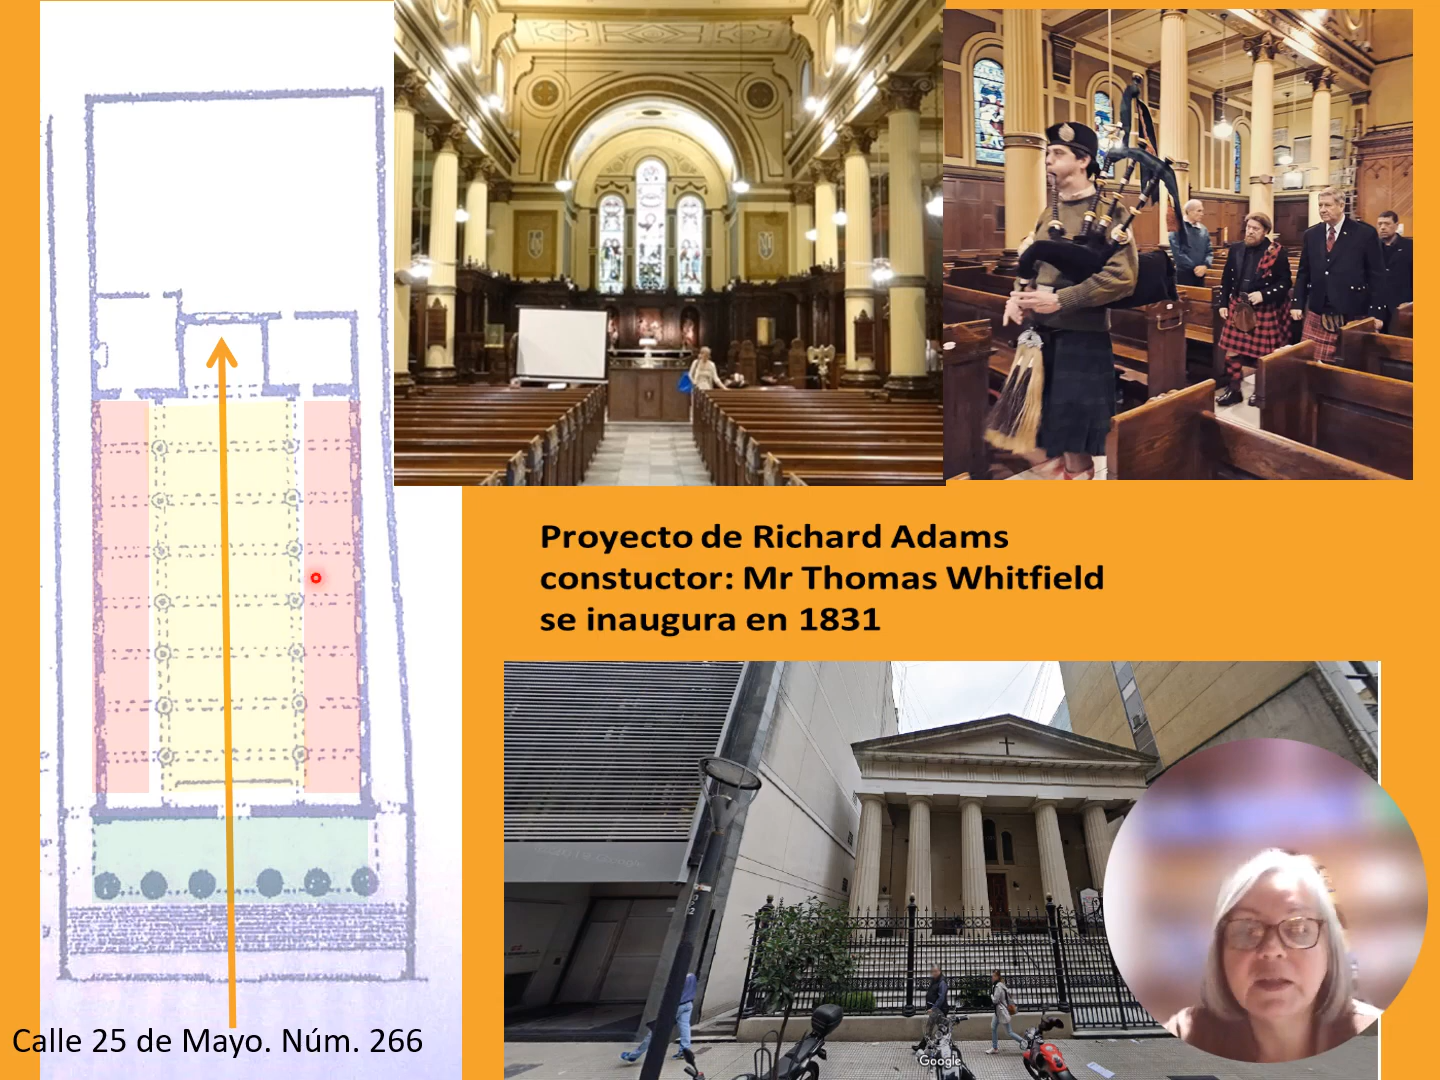 Proyecto de Richard Adams
constuctor: Mr Thomas Whitfield
se inaugura en 1831
Calle 25 de Mayo. Núm. 266
Google